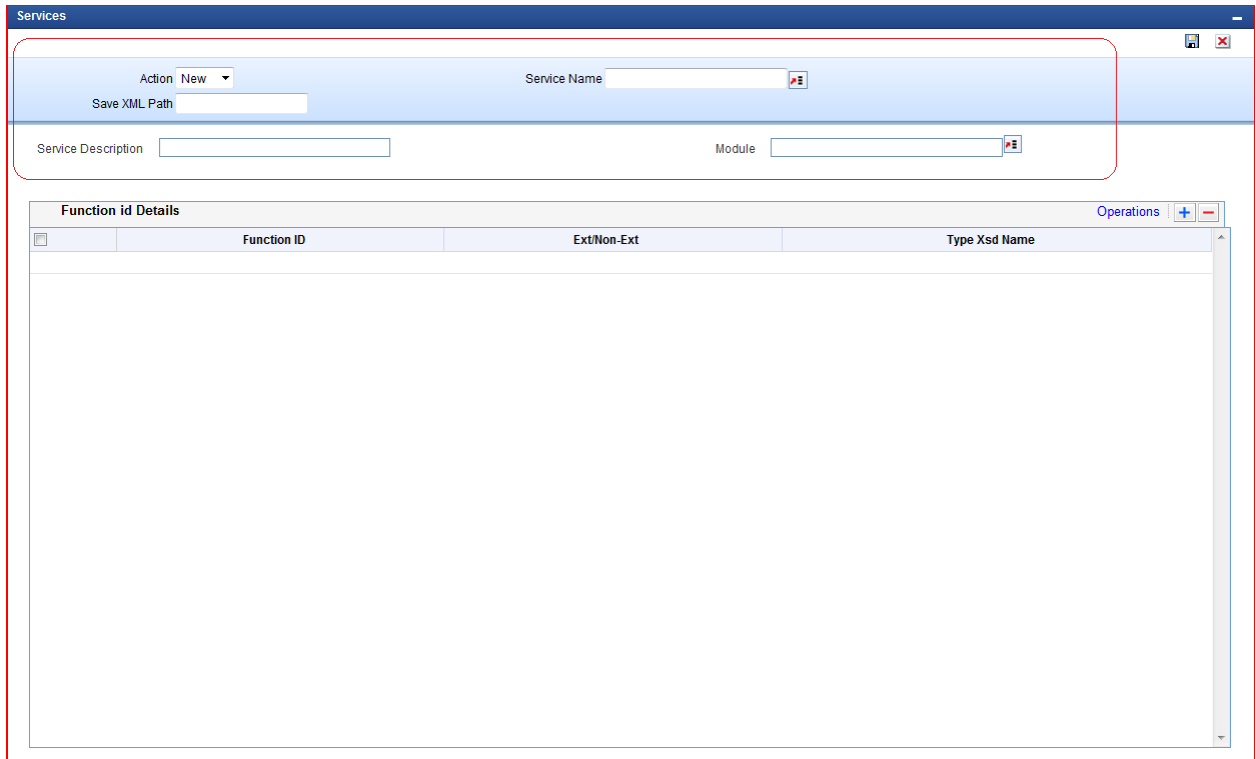 Services
Action New Service Name
Save XML Path
Service Description Module
Function id Details Operations
Function ID Ext/Non-Ext Type Xsd Name